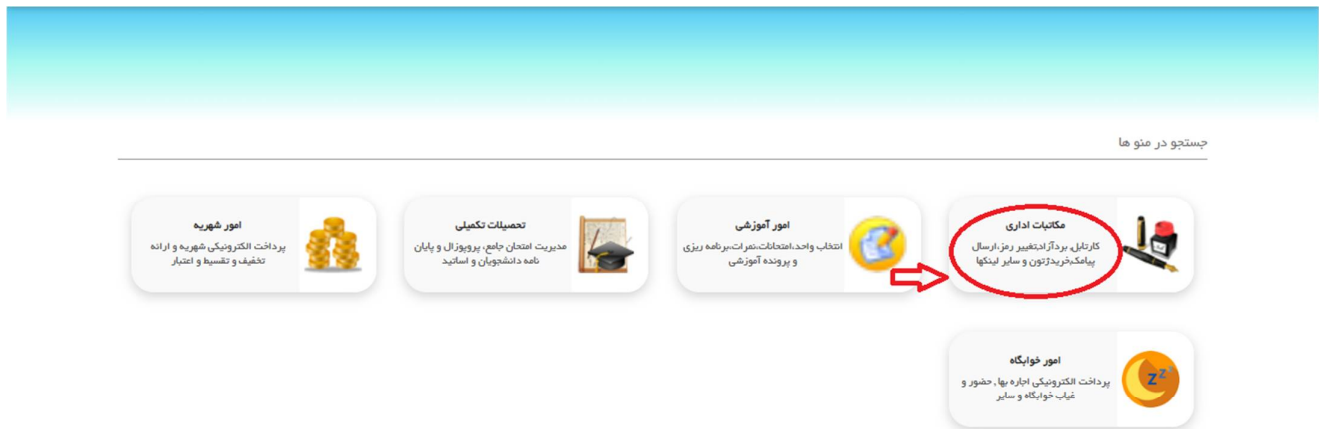 جستجو در منو ها
مکاتبات اداری
کارتابل، بردآزاد،تغییر رمز،ارسال
پیامک،خریدژتون و سایر لینکها
امور آموزشی
انتخاب واحد،امتحانات،نمرات،برنامه ریزی
و پرونده آموزشی
تحصیلات تکمیلی
مدیریت امتحان جامع، پروپوزال و پایان
نامه دانشجویان و اساتید
امور شهریه
پرداخت الکترونیکی شهریه و ارائه
تخفیف و تقسیط و اعتبار
امور خوابگاه
پرداخت الکترونیکی اجاره بها , حضور و
غیاب خوابگاه و سایر